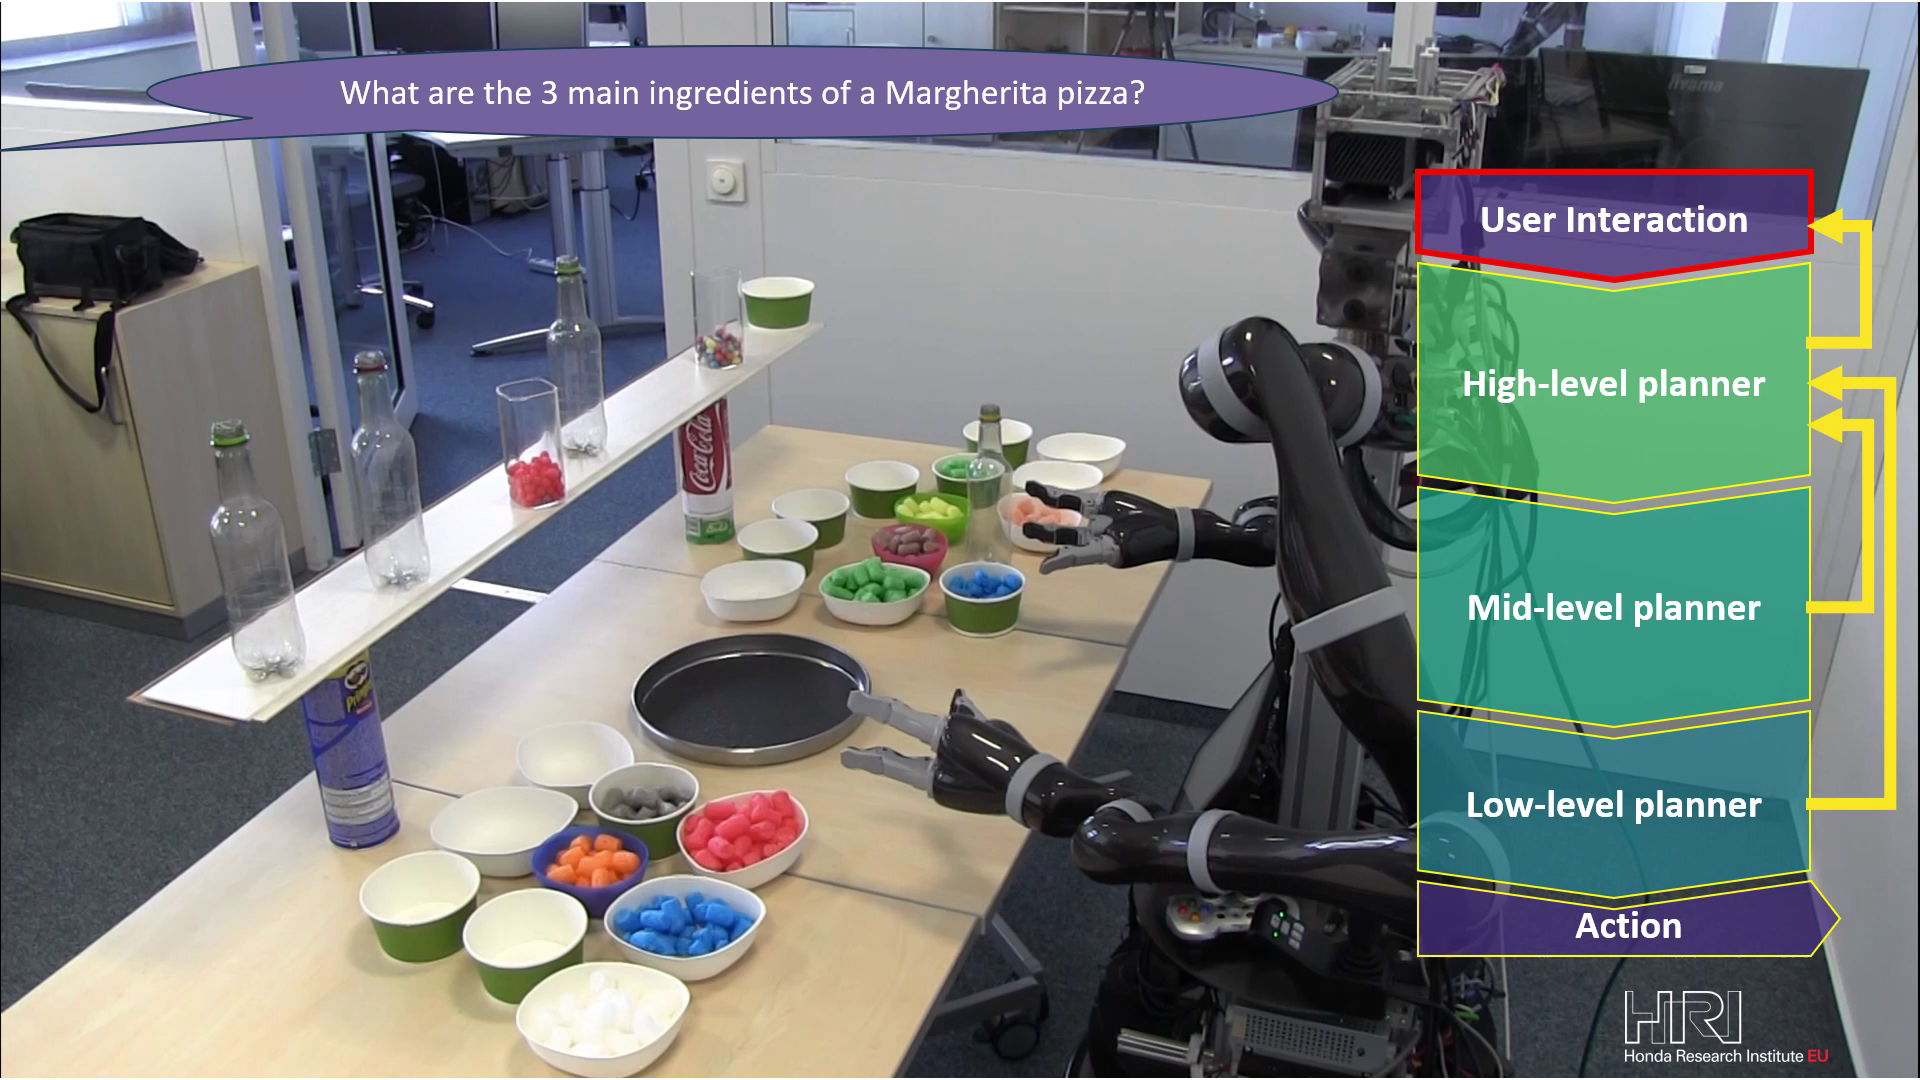 What are the 3 main ingredients of a Margherita pizza?
iiyama
User Interaction
High-level planner
Coca-Cola
Mid-level planner
Pringles
Low-level planner
Action
HRI
Honda Research Institute EU